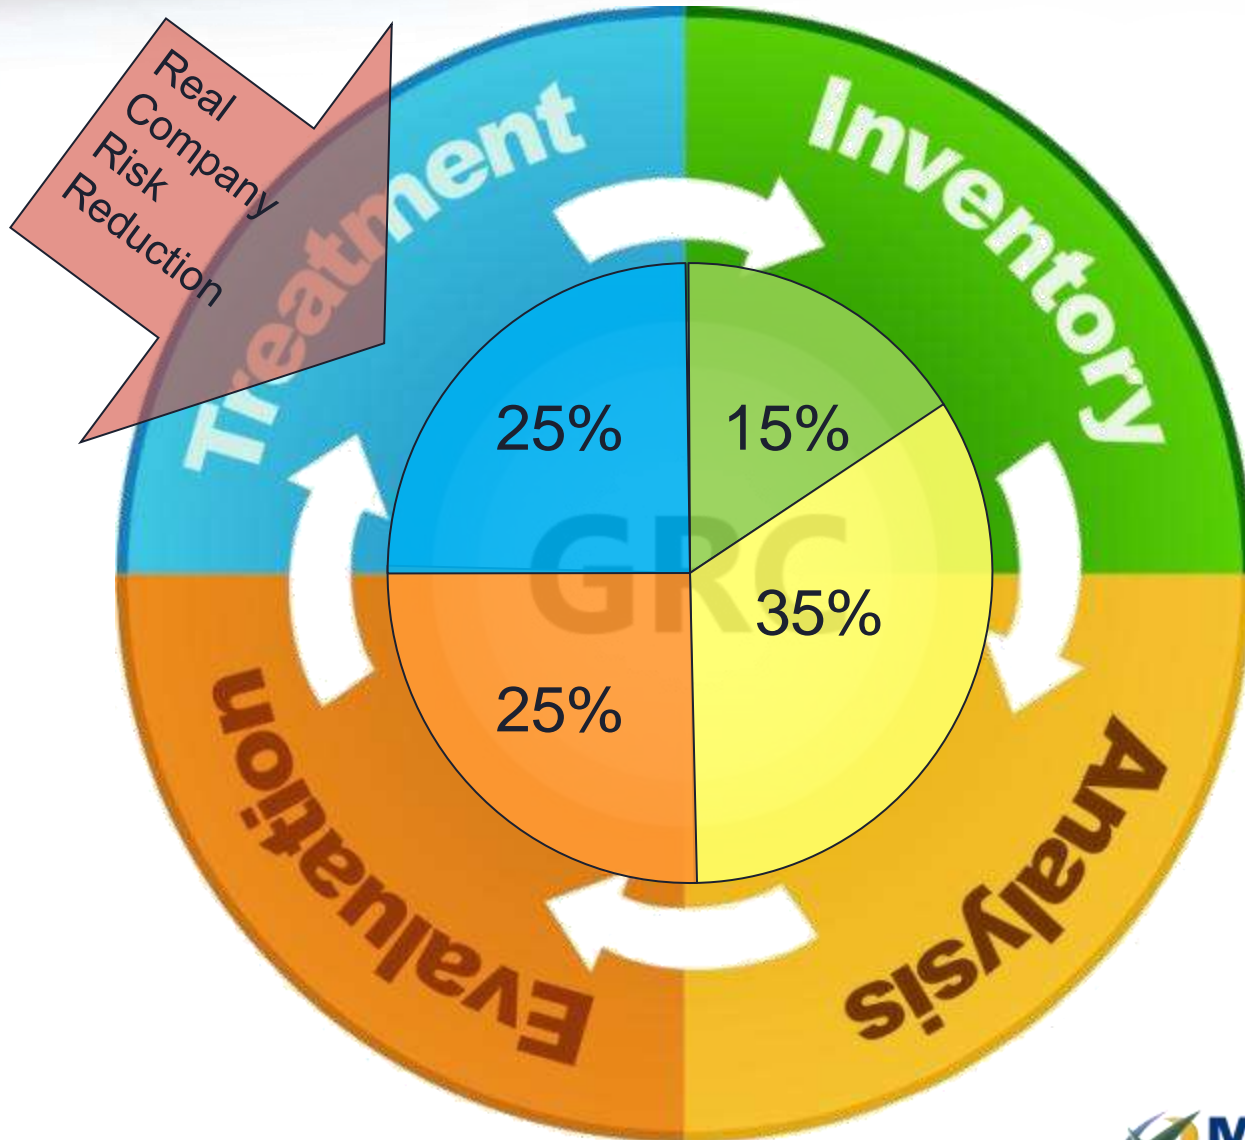 Real
Company
Risk
Reduction
Treatment
Inventory
25%
15%
GRC
35%
25%
Evaluation
Analysis
M